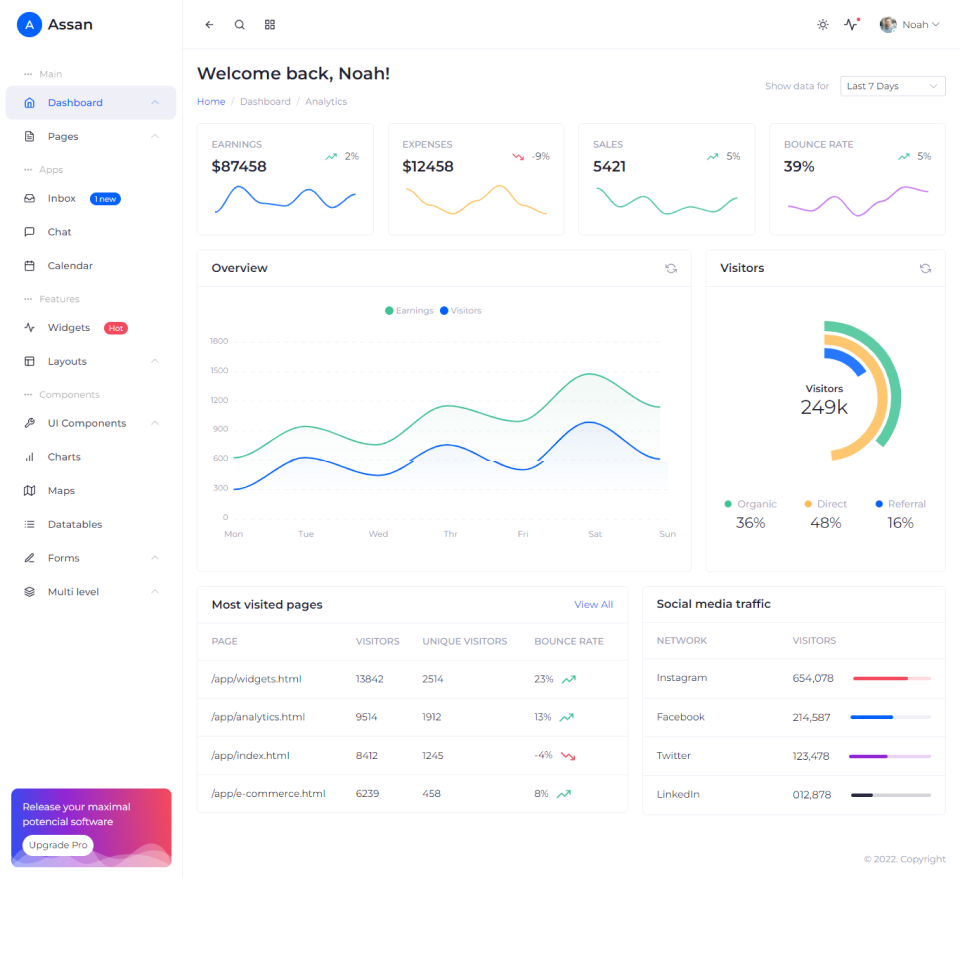 A Assan
Main
Dashboard
Pages
Apps
Inbox 1 new
Chat
Calendar
Features
Widgets Hot
Layouts
Components
UI Components
Charts
Maps
Datatables
Forms
Multi level
Release your maximal
potencial software
Upgrade Pro
Noah
Welcome back, Noah!
Home / Dashboard / Analytics
Show data for Last 7 Days
EARNINGS
$87458 2%
EXPENSES
$12458 -9%
SALES
5421 5%
BOUNCE RATE
39% 5%
Overview
Earnings Visitors
1800
1500
1200
900
600
300
0
Mon Tue Wed Thr Fri Sat Sun
Visitors
Visitors
249k
Organic Direct Referral
36% 48% 16%
Most visited pages View All
PAGE VISITORS UNIQUE VISITORS BOUNCE RATE
/app/widgets.html 13842 2514 23%
/app/analytics.html 9514 1912 13%
/app/index.html 8412 1245 -4%
/app/e-commerce.html 6239 458 8%
Social media traffic
NETWORK VISITORS
Instagram 654,078
Facebook 214,587
Twitter 123,478
LinkedIn 012,878
© 2022. Copyright